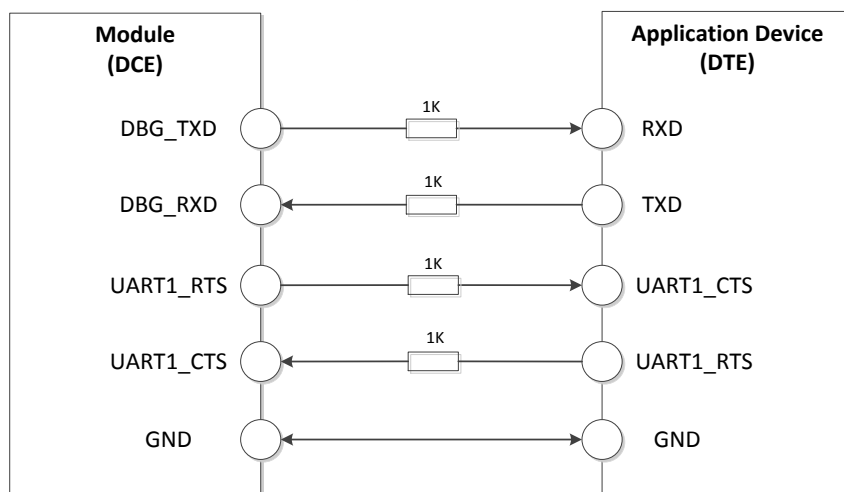 Module
(DCE)
Application Device
(DTE)
DBG_TXD
1K
RXD
DBG_RXD
1K
TXD
UART1_RTS
1K
UART1_CTS
UART1_CTS
1K
UART1_RTS
GND
GND